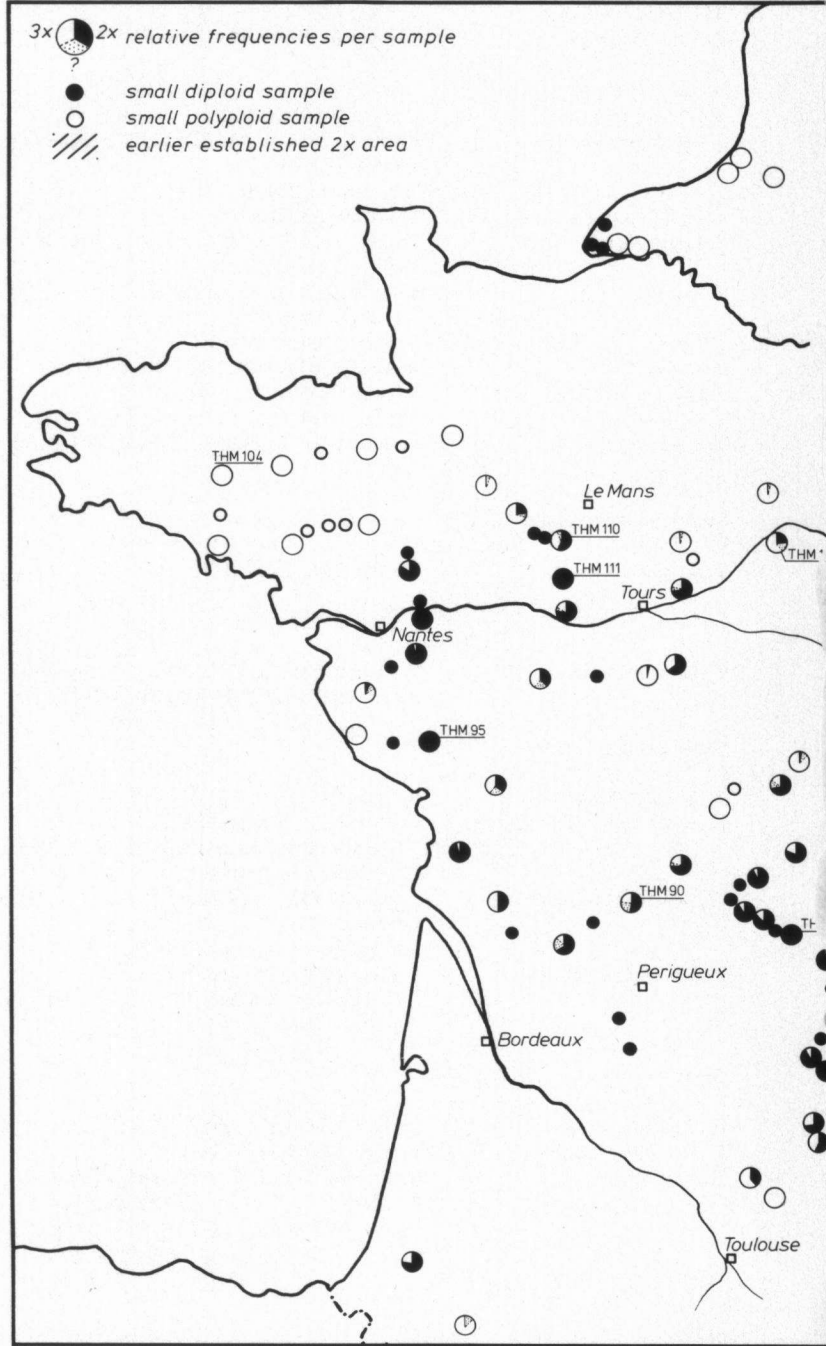 3x 2x relative frequencies per sample
?
small diploid sample
small polyploid sample
earlier established 2x area
THM 104
Le Mans
THM 110
THM 111
THM
Tours
Nantes
THM 95
THM 90
Perigueux
Bordeaux
Toulouse